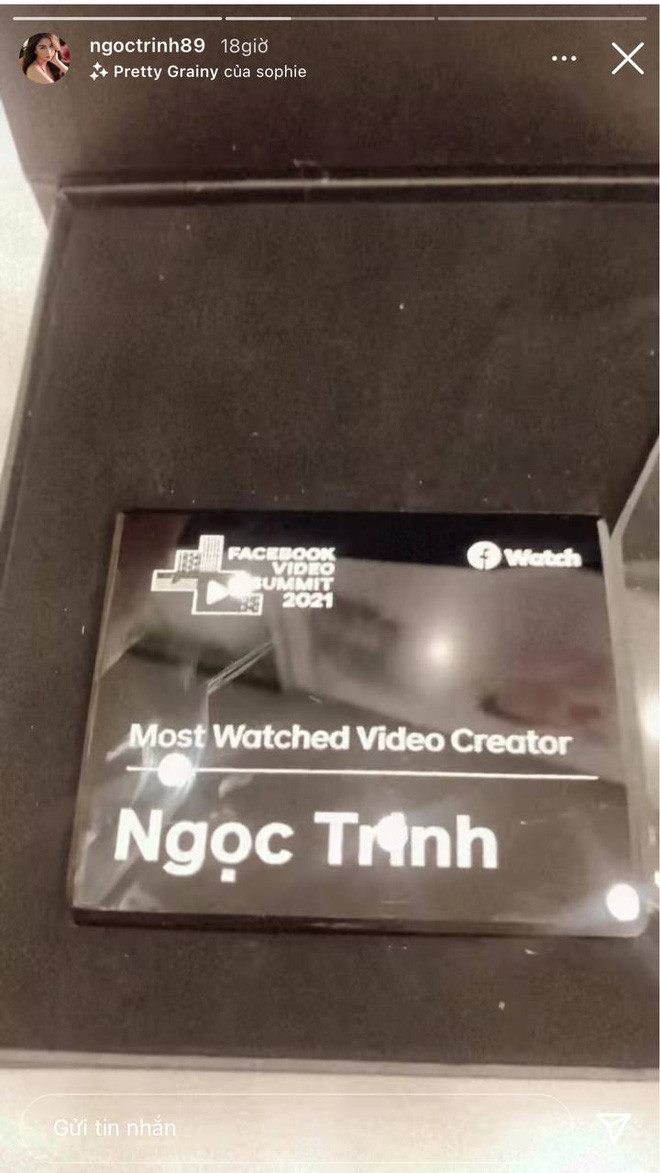 ngoctrinh89 18giờ
Pretty Grainy của sophie
FACEBOOK
VIDEO
SUMMIT
2021
Watch
Most Watched Video Creator
Ngọc Trinh
Gửi tin nhắn